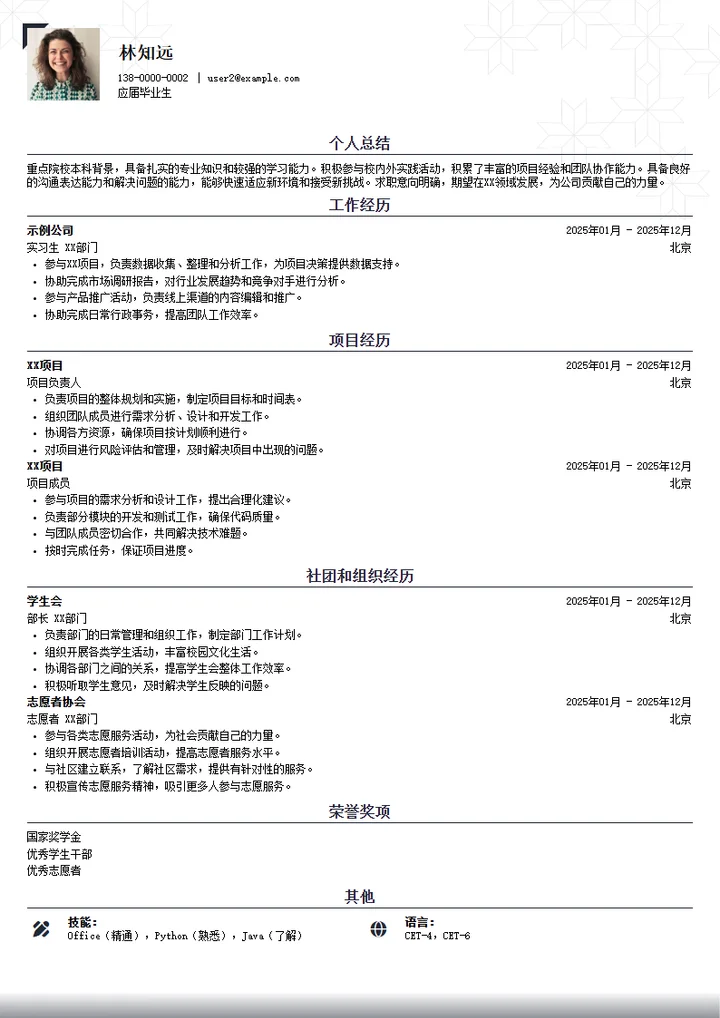 林知远
138-0000-0002 | user2@example.com
应届毕业生
个人总结
重点院校本科背景，具备扎实的专业知识和较强的学习能力。积极参与校内外实践活动，积累了丰富的项目经验和团队协作能力。具备良好
的沟通表达能力和解决问题的能力，能够快速适应新环境和接受新挑战。求职意向明确，期望在XX领域发展，为公司贡献自己的力量。
工作经历
示例公司 2025年01月 - 2025年12月
实习生 XX部门 北京
• 参与XX项目，负责数据收集、整理和分析工作，为项目决策提供数据支持。
• 协助完成市场调研报告，对行业发展趋势和竞争对手进行分析。
• 参与产品推广活动，负责线上渠道的内容编辑和推广。
• 协助完成日常行政事务，提高团队工作效率。
项目经历
XX项目 2025年01月 - 2025年12月
项目负责人 北京
• 负责项目的整体规划和实施，制定项目目标和时间表。
• 组织团队成员进行需求分析、设计和开发工作。
• 协调各方资源，确保项目按计划顺利进行。
• 对项目进行风险评估和管理，及时解决项目中出现的问题。
XX项目 2025年01月 - 2025年12月
项目成员 北京
• 参与项目的需求分析和设计工作，提出合理化建议。
• 负责部分模块的开发和测试工作，确保代码质量。
• 与团队成员密切合作，共同解决技术难题。
• 按时完成任务，保证项目进度。
社团和组织经历
学生会 2025年01月 - 2025年12月
部长 XX部门 北京
• 负责部门的日常管理和组织工作，制定部门工作计划。
• 组织开展各类学生活动，丰富校园文化生活。
• 协调各部门之间的关系，提高学生会整体工作效率。
• 积极听取学生意见，及时解决学生反映的问题。
志愿者协会 2025年01月 - 2025年12月
志愿者 XX部门 北京
• 参与各类志愿服务活动，为社会贡献自己的力量。
• 组织开展志愿者培训活动，提高志愿者服务水平。
• 与社区建立联系，了解社区需求，提供有针对性的服务。
• 积极宣传志愿服务精神，吸引更多人参与志愿服务。
荣誉奖项
国家奖学金
优秀学生干部
优秀志愿者
其他
技能：
Office（精通），Python（熟悉），Java（了解）
语言：
CET-4，CET-6